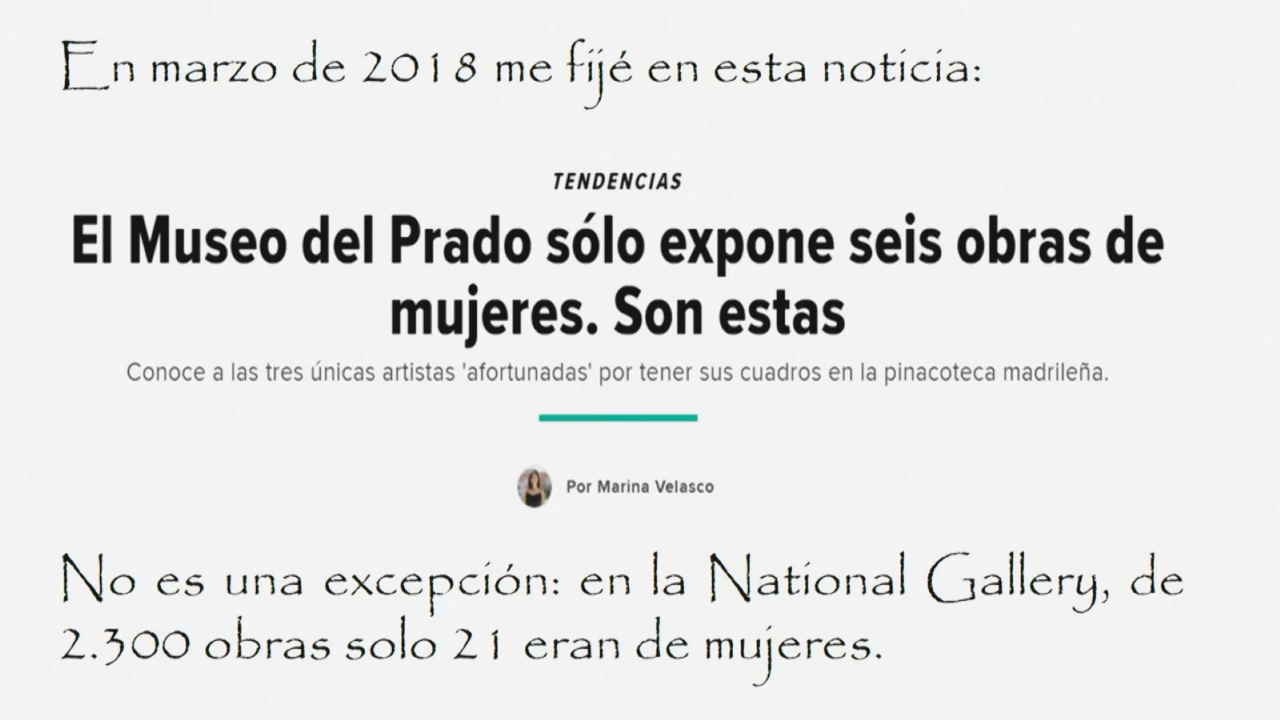 En marzo de 2018 me fijé en esta noticia:
TENDENCIAS
El Museo del Prado sólo expone seis obras de
mujeres. Son estas
Conoce a las tres únicas artistas 'afortunadas' por tener sus cuadros en la pinacoteca madrileña.
Por Marina Velasco
No es una excepción: en la National Gallery, de
2.300 obras solo 21 eran de mujeres.